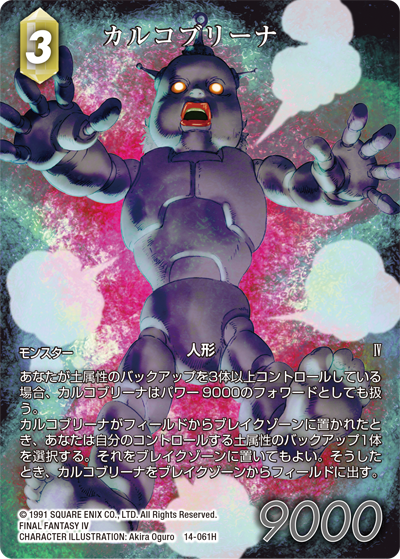 3
カルコブリーナ
モンスター
人形
IV
あなたが土属性のバックアップを3体以上コントロールしている
場合、カルコブリーナはパワー9000のフォワードとしても扱
う。
カルコブリーナがフィールドからブレイクゾーンに置かれたと
き、あなたは自分のコントロールする土属性のバックアップ1体
を選択する。それをブレイクゾーンに置いてもよい。そうした
とき、カルコブリーナをブレイクゾーンからフィールドに出す。
© 1991 SQUARE ENIX CO., LTD. All Rights Reserved.
FINAL FANTASY IV
CHARACTER ILLUSTRATION: Akira Oguro 14-061H
9000